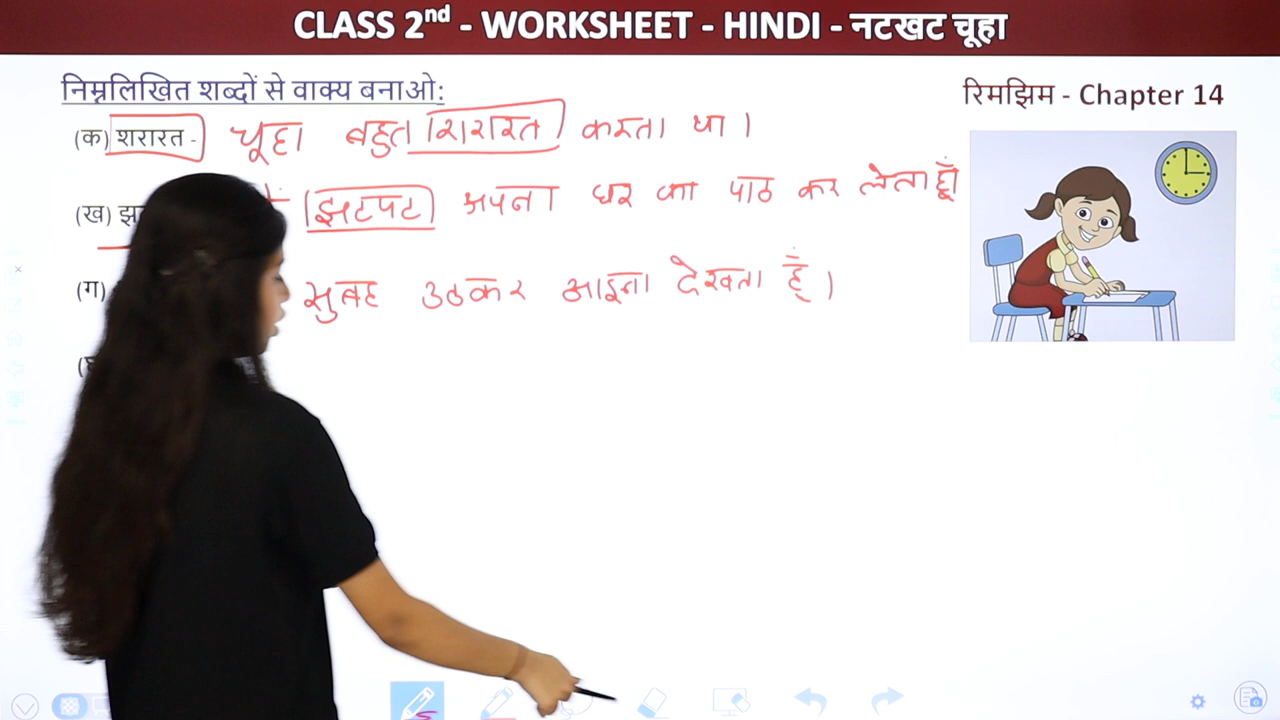 CLASS 2nd - WORKSHEET - HINDI - नटखट चूहा
निम्नलिखित शब्दों से वाक्य बनाओ:
रिमझिम - Chapter 14
(क) शरारत - चूहा बहुत शरारत करता था।
(ख) झटपट अपना घर का पाठ कर लेता हूँ
(ग) सुबह उठकर आइना देखता हूं।